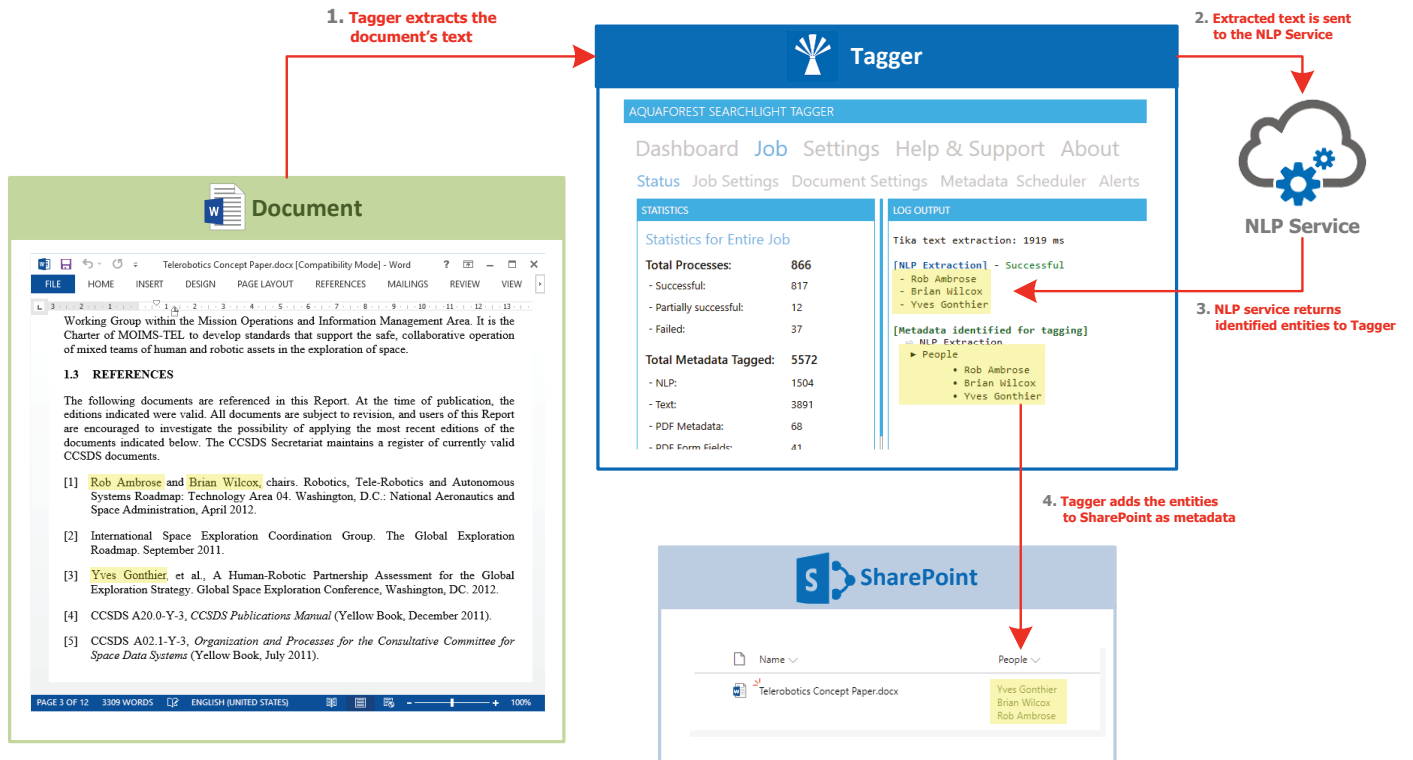 1. Tagger extracts the
document's text
2. Extracted text is sent
to the NLP Service
Tagger
AQUAFOREST SEARCHLIGHT TAGGER
Dashboard Job Settings Help & Support About
Status Job Settings Document Settings Metadata Scheduler Alerts
STATISTICS
Statistics for Entire Job
Total Processes: 866
- Successful: 817
- Partially successful: 12
- Failed: 37
Total Metadata Tagged: 5572
- NLP: 1504
- Text: 3891
- PDF Metadata: 68
- PDF Form Fields: 41
LOG OUTPUT
Tika text extraction: 1919 ms
[NLP Extraction] - Successful
- Rob Ambrose
- Brian Wilcox
- Yves Gonthier
[Metadata identified for tagging]
⇨ NLP Extraction
► People
• Rob Ambrose
• Brian Wilcox
• Yves Gonthier
NLP Service
3. NLP service returns
identified entities to Tagger
W Document
Telerobotics Concept Paper.docx [Compatibility Mode] - Word
FILE HOME INSERT DESIGN PAGE LAYOUT REFERENCES MAILINGS REVIEW VIEW
3 2 1 1 2 3 4 5 6 7 8 9 10 11 12 13
Working Group within the Mission Operations and Information Management Area. It is the
Charter of MOIMS-TEL to develop standards that support the safe, collaborative operation
of mixed teams of human and robotic assets in the exploration of space.
1.3 REFERENCES
The following documents are referenced in this Report. At the time of publication, the
editions indicated were valid. All documents are subject to revision, and users of this Report
are encouraged to investigate the possibility of applying the most recent editions of the
documents indicated below. The CCSDS Secretariat maintains a register of currently valid
CCSDS documents.
[1] Rob Ambrose and Brian Wilcox, chairs. Robotics, Tele-Robotics and Autonomous
Systems Roadmap: Technology Area 04. Washington, D.C.: National Aeronautics and
Space Administration, April 2012.
[2] International Space Exploration Coordination Group. The Global Exploration
Roadmap. September 2011.
[3] Yves Gonthier, et al., A Human-Robotic Partnership Assessment for the Global
Exploration Strategy. Global Space Exploration Conference, Washington, DC. 2012.
[4] CCSDS A20.0-Y-3, CCSDS Publications Manual (Yellow Book, December 2011).
[5] CCSDS A02.1-Y-3, Organization and Processes for the Consultative Committee for
Space Data Systems (Yellow Book, July 2011).
PAGE 3 OF 12 3309 WORDS ENGLISH (UNITED STATES) 100%
4. Tagger adds the entities
to SharePoint as metadata
S SharePoint
Name People
Telerobotics Concept Paper.docx
Yves Gonthier
Brian Wilcox
Rob Ambrose